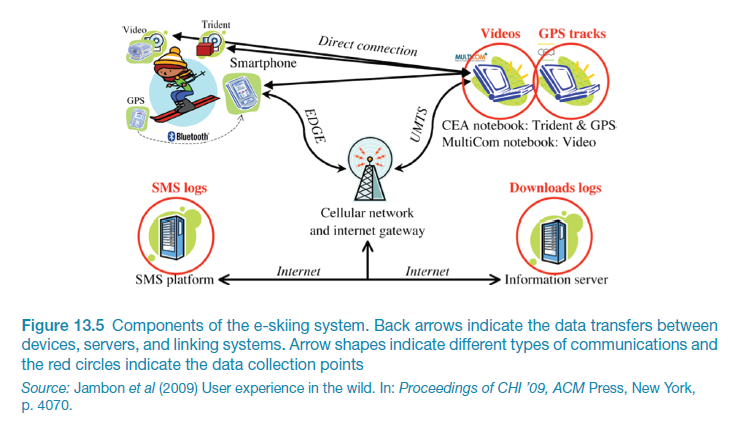 Video
Trident
Direct connection
Smartphone
GPS
Bluetooth
EDGE
UMTS
Videos
GPS tracks
MULTICOM
cea
CEA notebook: Trident & GPS
MultiCom notebook: Video
Cellular network
and internet gateway
SMS logs
Downloads logs
SMS platform
Internet
Internet
Information server
Figure 13.5 Components of the e-skiing system. Back arrows indicate the data transfers between
devices, servers, and linking systems. Arrow shapes indicate different types of communications and
the red circles indicate the data collection points
Source: Jambon et al (2009) User experience in the wild. In: Proceedings of CHI ’09, ACM Press, New York,
p. 4070.